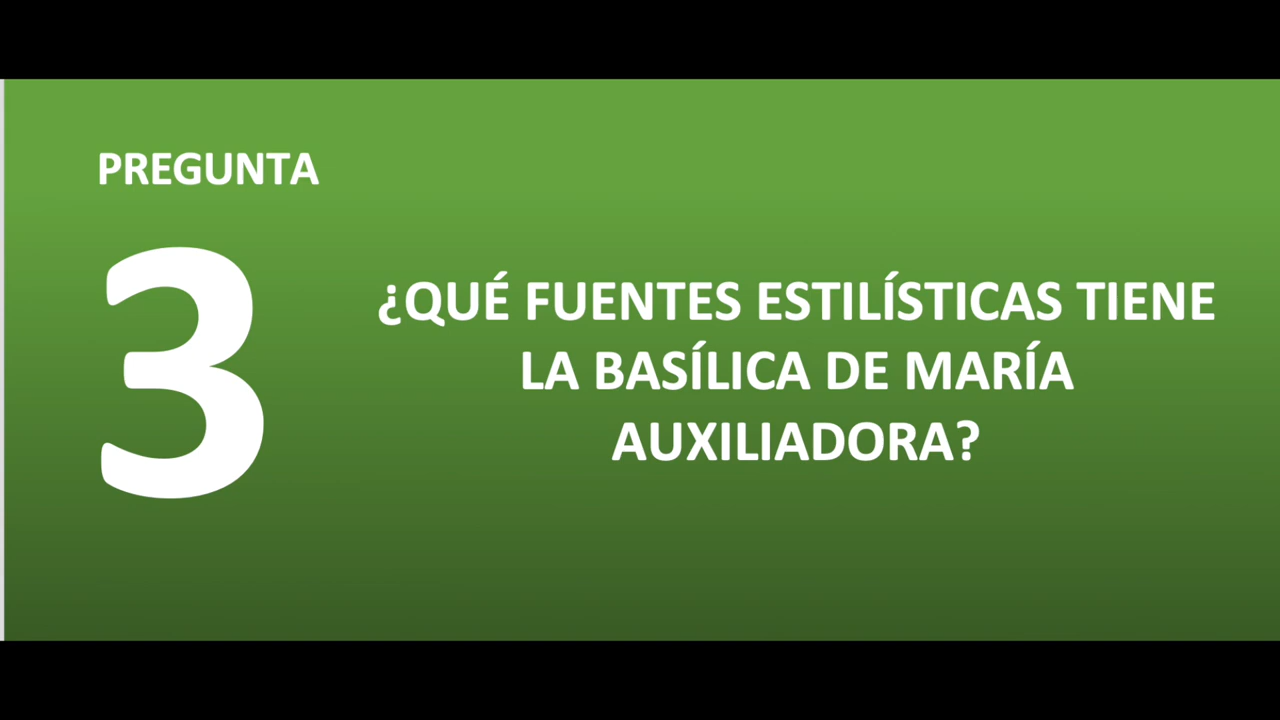 PREGUNTA
3
¿QUÉ FUENTES ESTILÍSTICAS TIENE
LA BASÍLICA DE MARÍA
AUXILIADORA?